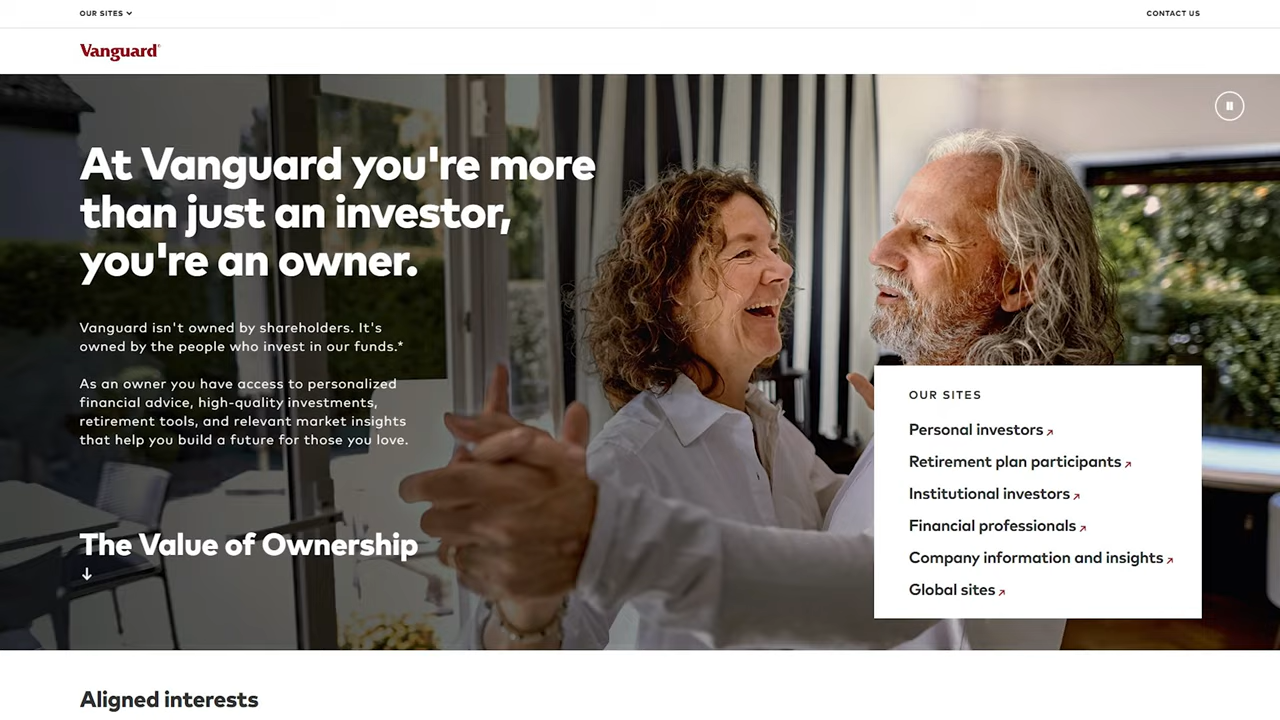 OUR SITES
CONTACT US
Vanguard®
At Vanguard you're more
than just an investor,
you're an owner.
Vanguard isn't owned by shareholders. It's
owned by the people who invest in our funds.*
As an owner you have access to personalized
financial advice, high-quality investments,
retirement tools, and relevant market insights
that help you build a future for those you love.
The Value of Ownership
OUR SITES
Personal investors
Retirement plan participants
Institutional investors
Financial professionals
Company information and insights
Global sites
Aligned interests